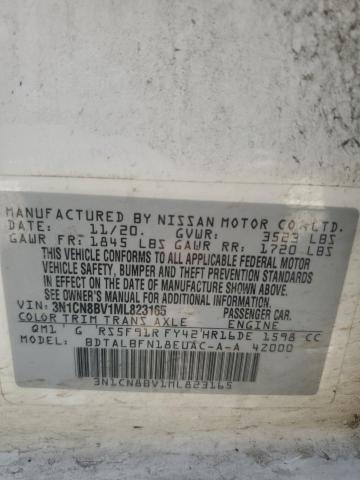 MANUFACTURED BY NISSAN MOTOR CO., LTD.
DATE: 11/20. GVWR: 3523 LBS
GAWR FR: 1845 LBS GAWR RR: 1720 LBS
THIS VEHICLE CONFORMS TO ALL APPLICABLE FEDERAL MOTOR
VEHICLE SAFETY, BUMPER, AND THEFT PREVENTION STANDARDS
IN EFFECT ON THE DATE OF MANUFACTURE SHOWN ABOVE.
SEE OWNER'S MANUAL FOR ADDITIONAL INFORMATION
VIN: 3N1CN8BV1ML823165 PASSENGER CAR
COLOR TRIM TRANS AXLE ENGINE
QM1 G RS5F91R FY42 HR16DE 1598 CC
BDTALBFN18EUAC-A-A 42000
3N1CN8BV1ML823165